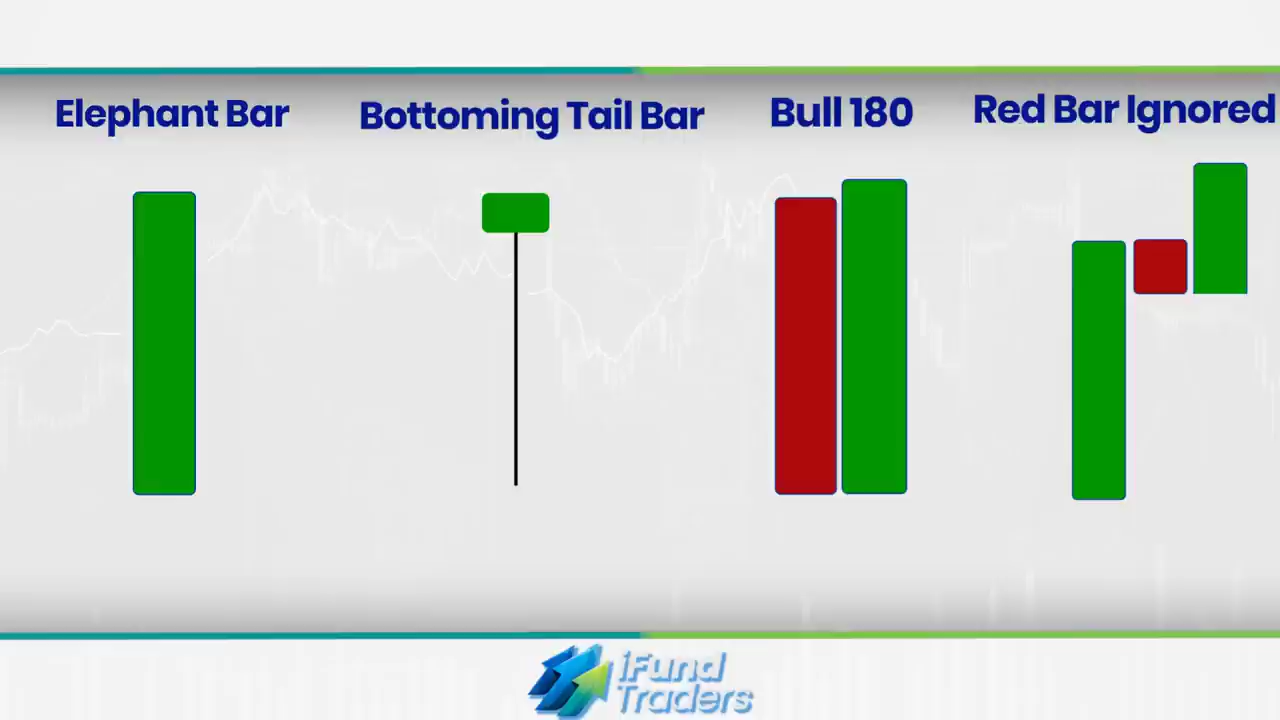 Elephant Bar
Bottoming Tail Bar
Bull 180
Red Bar Ignored
iFund
Traders